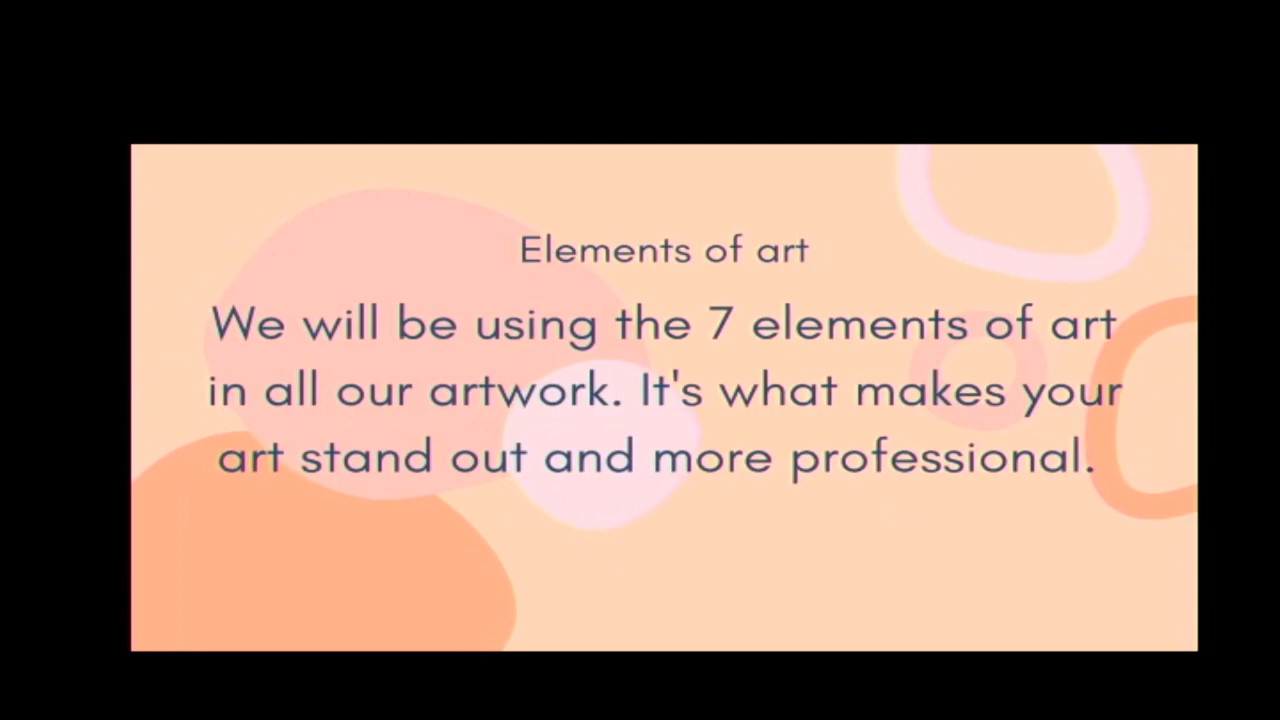 Elements of art
We will be using the 7 elements of art
in all our artwork. It's what makes your
art stand out and more professional.